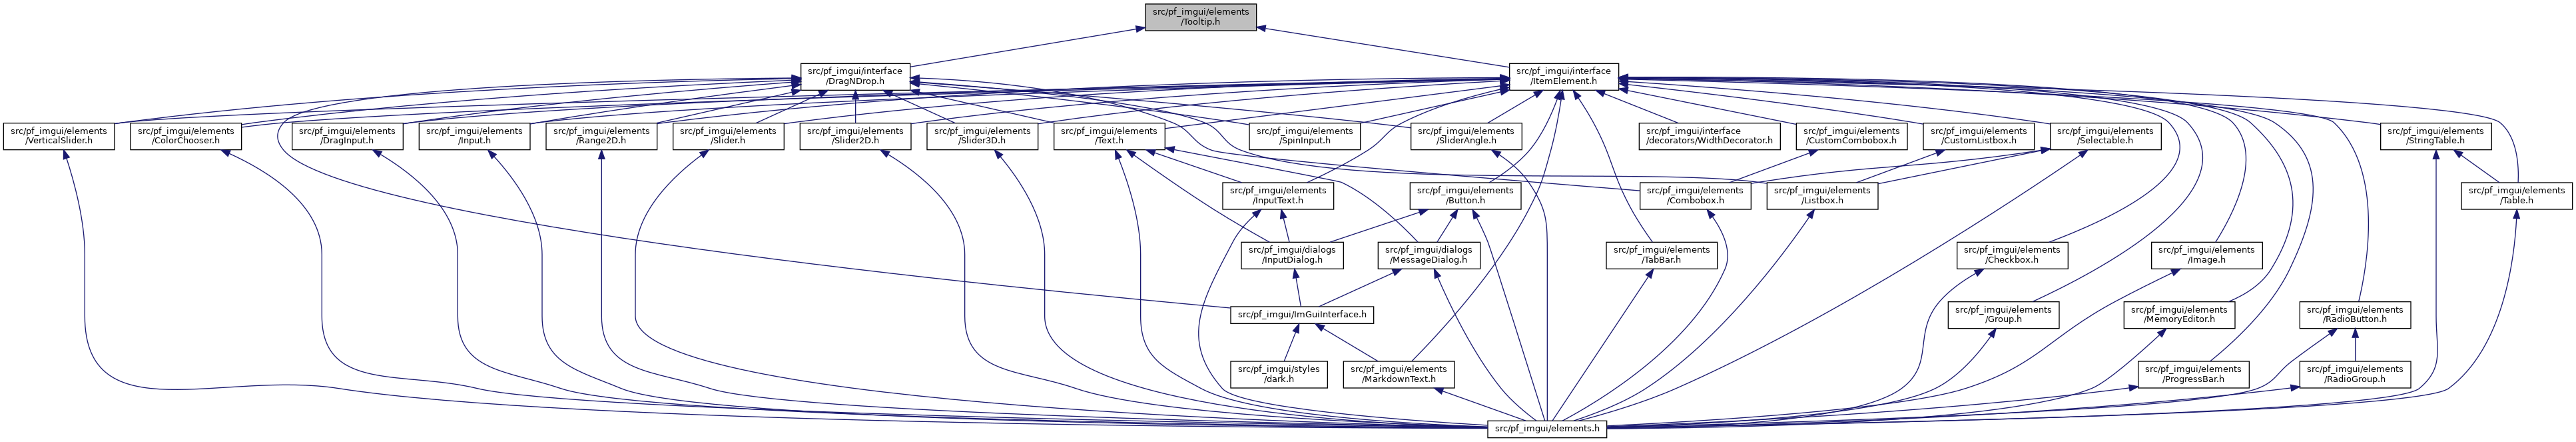 src/pf_imgui/elements
/Tooltip.h
src/pf_imgui/interface
/DragNDrop.h
src/pf_imgui/interface
/ItemElement.h
src/pf_imgui/elements
/VerticalSlider.h
src/pf_imgui/elements
/ColorChooser.h
src/pf_imgui/elements
/DragInput.h
src/pf_imgui/elements
/Input.h
src/pf_imgui/elements
/Range2D.h
src/pf_imgui/elements
/Slider.h
src/pf_imgui/elements
/Slider2D.h
src/pf_imgui/elements
/Slider3D.h
src/pf_imgui/elements
/Text.h
src/pf_imgui/elements
/SpinInput.h
src/pf_imgui/elements
/SliderAngle.h
src/pf_imgui/interface
/decorators/WidthDecorator.h
src/pf_imgui/elements
/CustomCombobox.h
src/pf_imgui/elements
/CustomListbox.h
src/pf_imgui/elements
/Selectable.h
src/pf_imgui/elements
/StringTable.h
src/pf_imgui/elements
/InputText.h
src/pf_imgui/elements
/Button.h
src/pf_imgui/elements
/Combobox.h
src/pf_imgui/elements
/Listbox.h
src/pf_imgui/elements
/Table.h
src/pf_imgui/dialogs
/InputDialog.h
src/pf_imgui/dialogs
/MessageDialog.h
src/pf_imgui/elements
/TabBar.h
src/pf_imgui/elements
/Checkbox.h
src/pf_imgui/elements
/Image.h
src/pf_imgui/ImGuiInterface.h
src/pf_imgui/elements
/Group.h
src/pf_imgui/elements
/MemoryEditor.h
src/pf_imgui/elements
/RadioButton.h
src/pf_imgui/styles
/dark.h
src/pf_imgui/elements
/MarkdownText.h
src/pf_imgui/elements
/ProgressBar.h
src/pf_imgui/elements
/RadioGroup.h
src/pf_imgui/elements.h